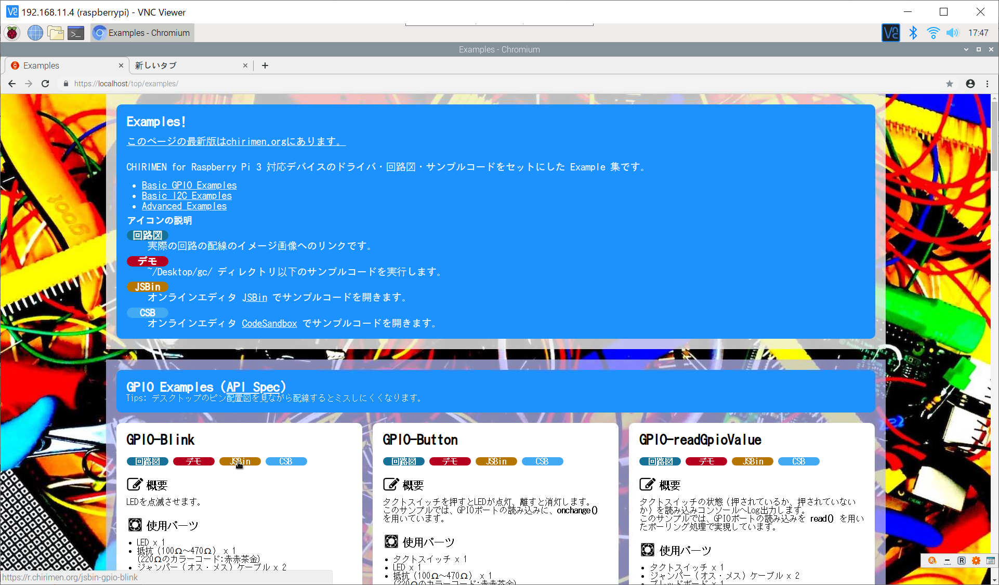 192.168.11.4 (raspberrypi) - VNC Viewer
Examples - Chromium
17:47
Examples - Chromium
Examples
新しいタブ
https://localhost/top/examples/
Examples!
このページの最新版はchirimen.orgにあります。
CHIRIMEN for Raspberry Pi 3 対応デバイスのドライバ・回路図・サンプルコードをセットにした Example 集です。
Basic GPIO Examples
Basic I2C Examples
Advanced Examples
アイコンの説明
回路図
実際の回路の配線のイメージ画像へのリンクです。
デモ
~/Desktop/gc/ ディレクトリ以下のサンプルコードを実行します。
JSBin
オンラインエディタ JSBin でサンプルコードを開きます。
CSB
オンラインエディタ CodeSandbox でサンプルコードを開きます。
GPIO Examples (API Spec)
Tips: デスクトップのピン配置図を見ながら配線するとミスしにくくなります。
GPIO-Blink
回路図 デモ JSBin CSB
概要
LEDを点滅させます。
使用パーツ
LED x 1
抵抗 (100Ω～470Ω) x 1
(220Ωのカラーコード:赤赤茶金)
ジャンパー (オス・メス) ケーブル x 2
GPIO-Button
回路図 デモ JSBin CSB
概要
タクトスイッチを押すとLEDが点灯、離すと消灯します。
このサンプルでは、GPIOポートの読み込みに、onchange()
を用いています。
使用パーツ
タクトスイッチ x 1
LED x 1
抵抗 (100Ω～470Ω) x 1
(220Ωのカラーコード:赤赤茶金)
GPIO-readGpioValue
回路図 デモ JSBin CSB
概要
タクトスイッチの状態 (押されているか、押されていない
か) を読み込みコンソールへLog出力します。
このサンプルでは、GPIOポートの読み込みを read() を用い
たポーリング処理で実現しています。
使用パーツ
タクトスイッチ x 1
ジャンパー (オス・メス) ケーブル x 2
ブレッドボード x 1
https://r.chirimen.org/jsbin-gpio-blink